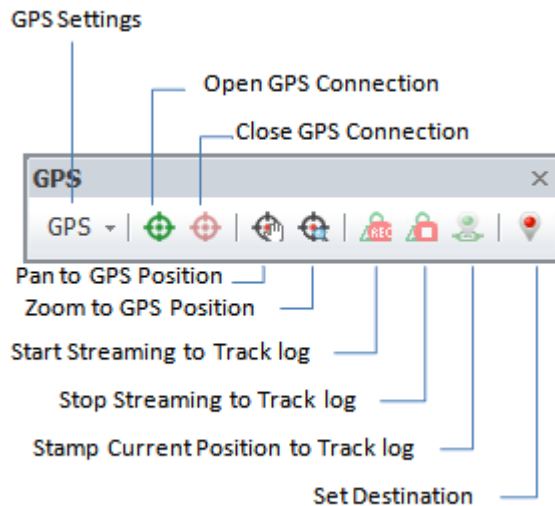 GPS Settings
Open GPS Connection
Close GPS Connection
GPS
GPS
REC
Pan to GPS Position
Zoom to GPS Position
Start Streaming to Track log
Stop Streaming to Track log
Stamp Current Position to Track log
Set Destination